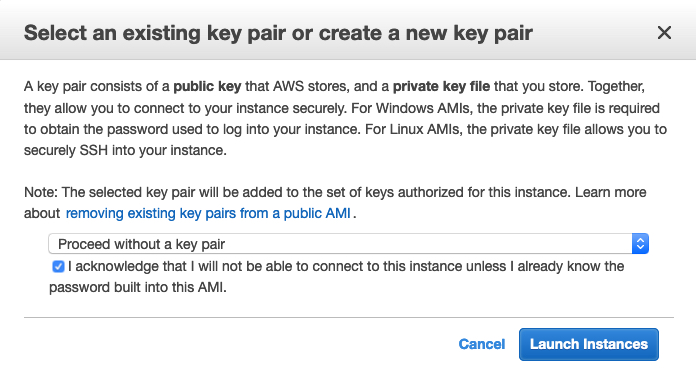 Select an existing key pair or create a new key pair
A key pair consists of a public key that AWS stores, and a private key file that you store. Together,
they allow you to connect to your instance securely. For Windows AMIs, the private key file is required
to obtain the password used to log into your instance. For Linux AMIs, the private key file allows you to
securely SSH into your instance.
Note: The selected key pair will be added to the set of keys authorized for this instance. Learn more
about removing existing key pairs from a public AMI.
Proceed without a key pair
I acknowledge that I will not be able to connect to this instance unless I already know the
password built into this AMI.
Cancel Launch Instances